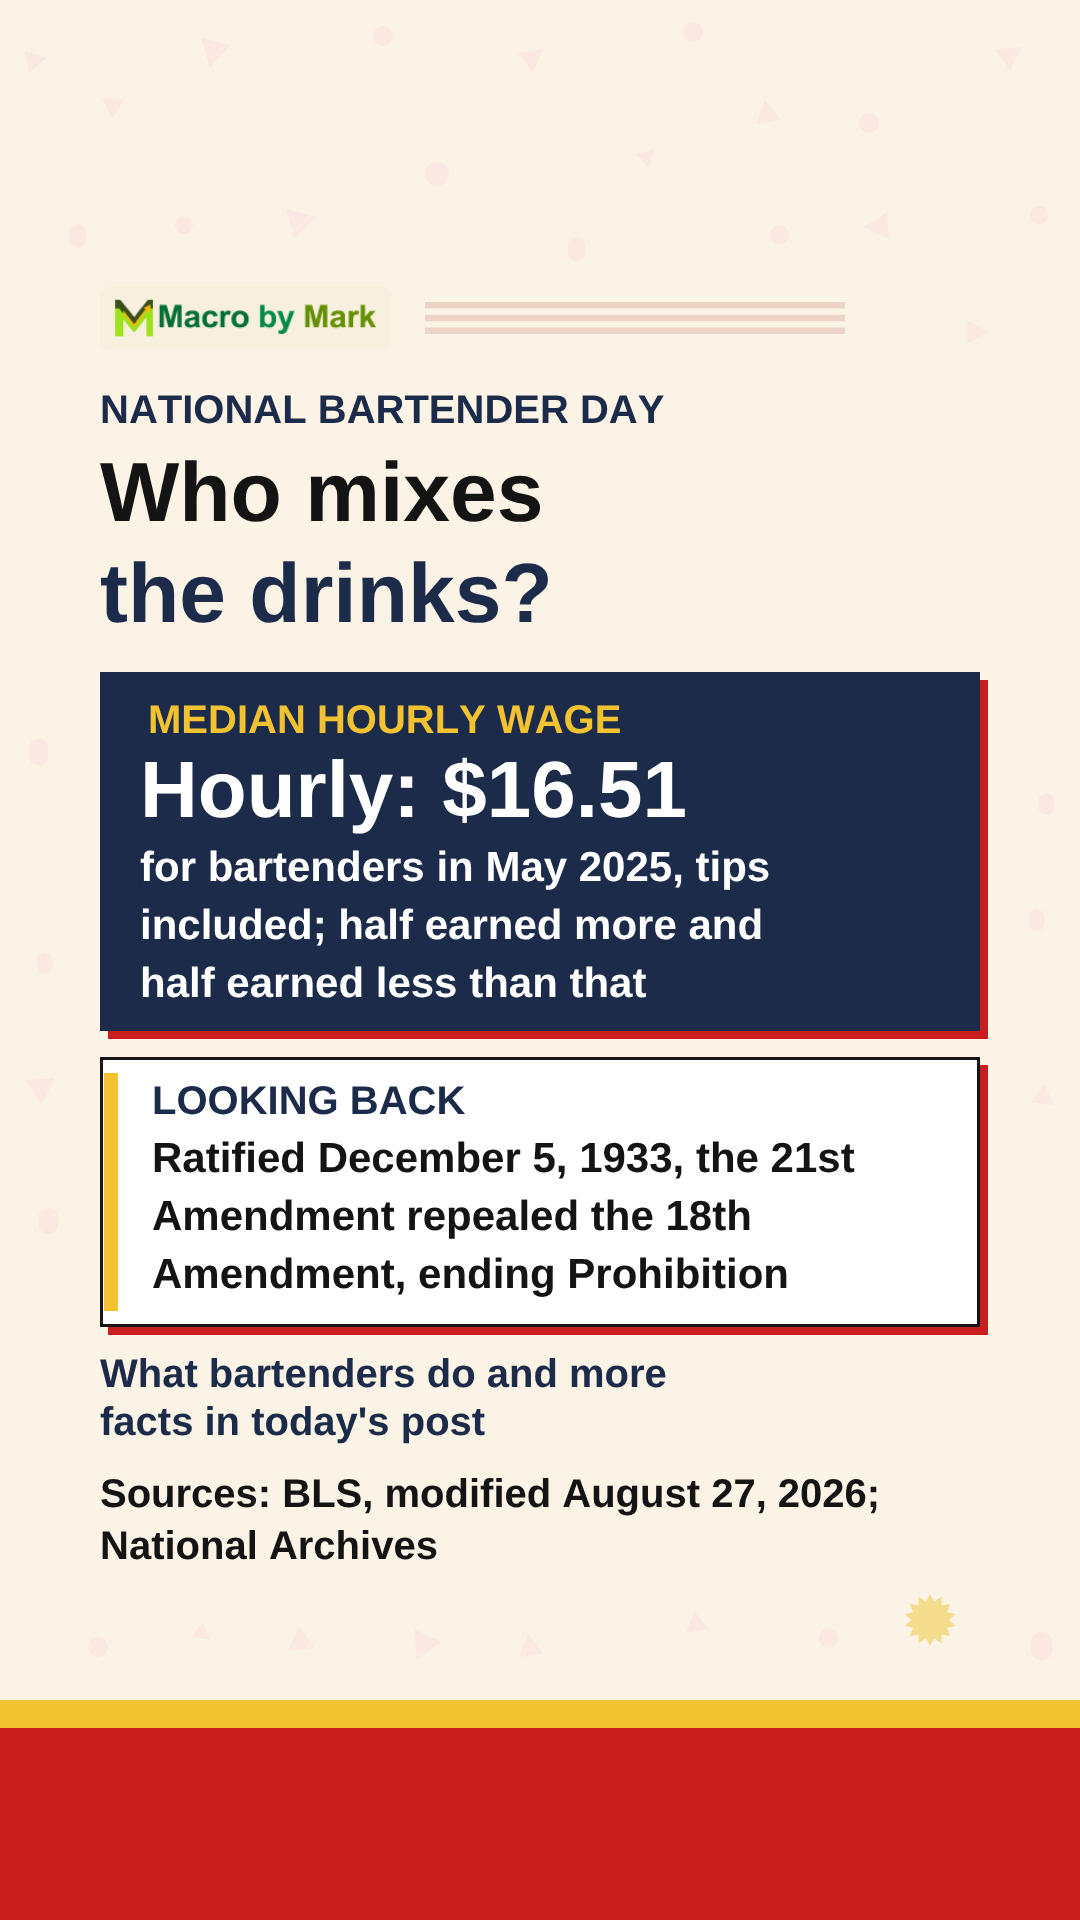 Macro by Mark
NATIONAL BARTENDER DAY
Who mixes
the drinks?
MEDIAN HOURLY WAGE
Hourly: $16.51
for bartenders in May 2025, tips
included; half earned more and
half earned less than that
LOOKING BACK
Ratified December 5, 1933, the 21st
Amendment repealed the 18th
Amendment, ending Prohibition
What bartenders do and more
facts in today's post
Sources: BLS, modified August 27, 2026;
National Archives